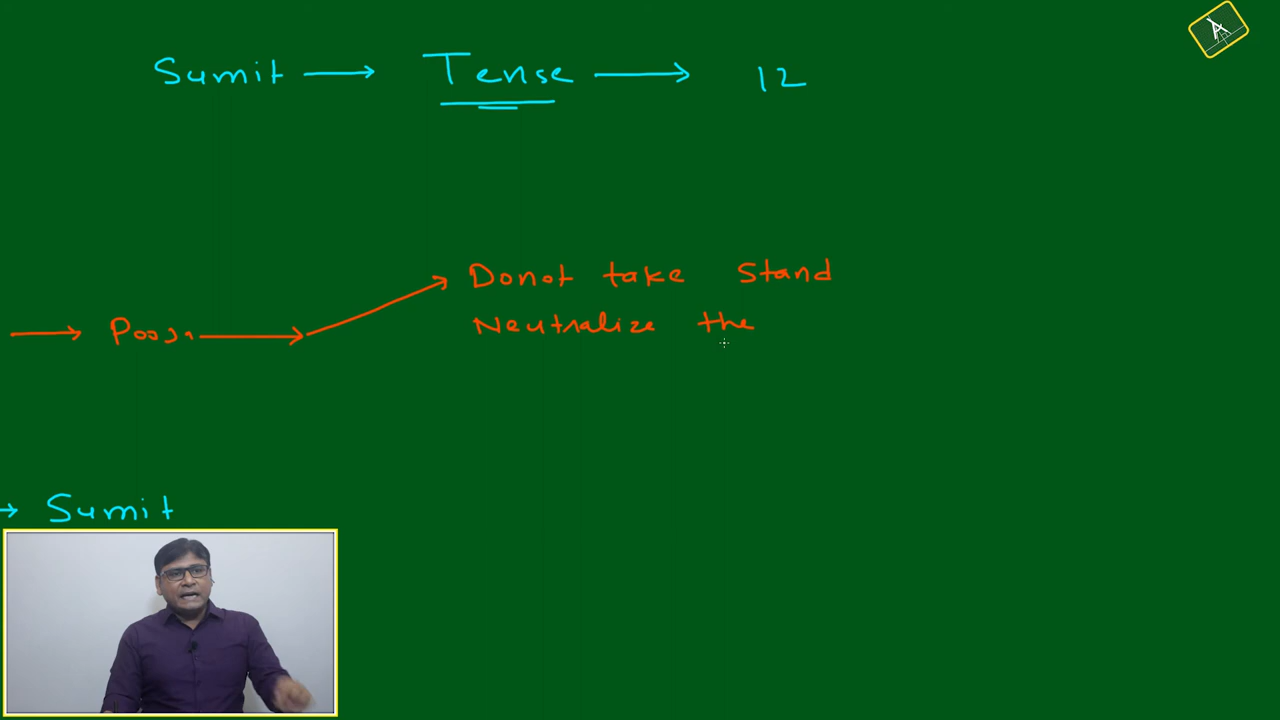 Sumit → Tense → 12
Donot take Stand
→ Pooja →
Neutralize the
→ Sumit